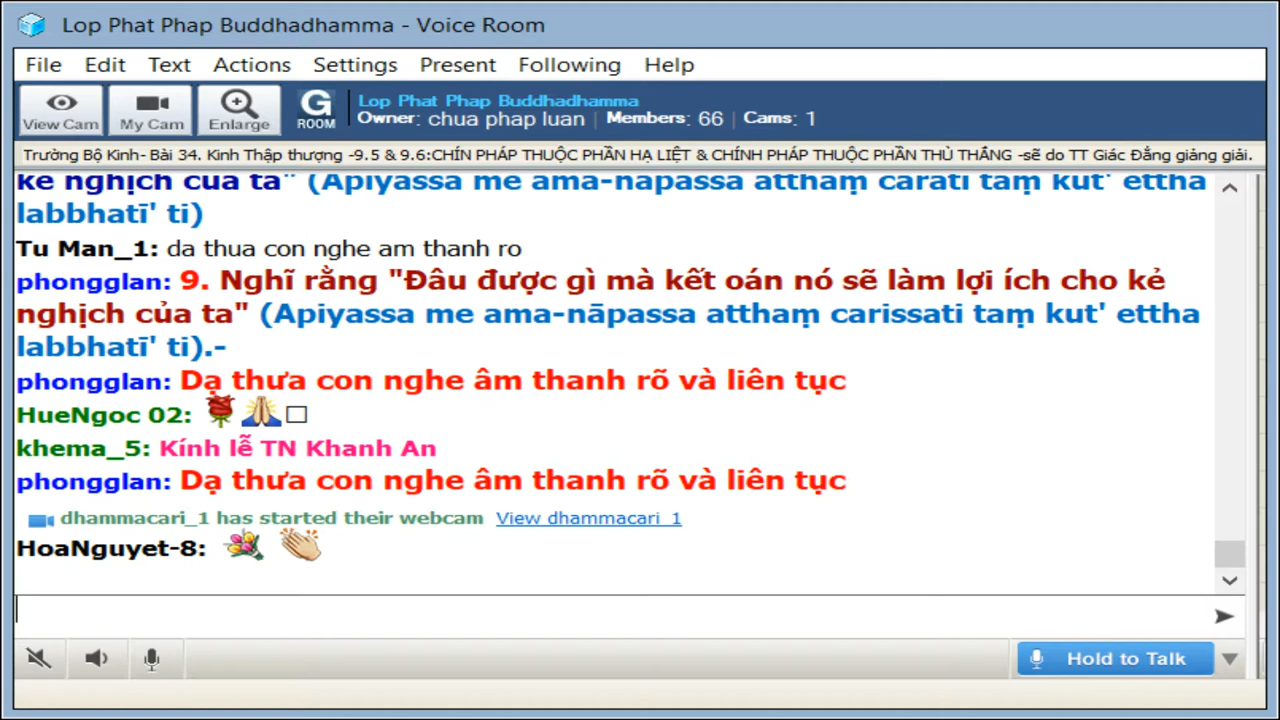 Lop Phat Phap Buddhadhamma - Voice Room
File Edit Text Actions Settings Present Following Help
View Cam My Cam Enlarge G ROOM
Lop Phat Phap Buddhadhamma
Owner: chua phap luan | Members: 66 | Cams: 1
Trường Bộ Kinh- Bài 34. Kinh Thập thượng -9.5 & 9.6:CHÍN PHÁP THUỘC PHẦN HẠ LIỆT & CHÍNH PHÁP THUỘC PHẦN THÙ THẮNG -sẽ do TT Giác Đẳng giảng giải.
kẻ nghịch của ta" (Apiyassa me ama-nāpassa atthaṃ carati taṃ kut' ettha
labbhatī' ti)
Tu Man_1: da thua con nghe am thanh ro
phongglan: 9. Nghĩ rằng "Đâu được gì mà kết oán nó sẽ làm lợi ích cho kẻ
nghịch của ta" (Apiyassa me ama-nāpassa atthaṃ carissati taṃ kut' ettha
labbhatī' ti).-
phongglan: Dạ thưa con nghe âm thanh rõ và liên tục
HueNgoc 02:
khema_5: Kính lễ TN Khanh An
phongglan: Dạ thưa con nghe âm thanh rõ và liên tục
dhammacari_1 has started their webcam View dhammacari_1
HoaNguyet-8:
Hold to Talk